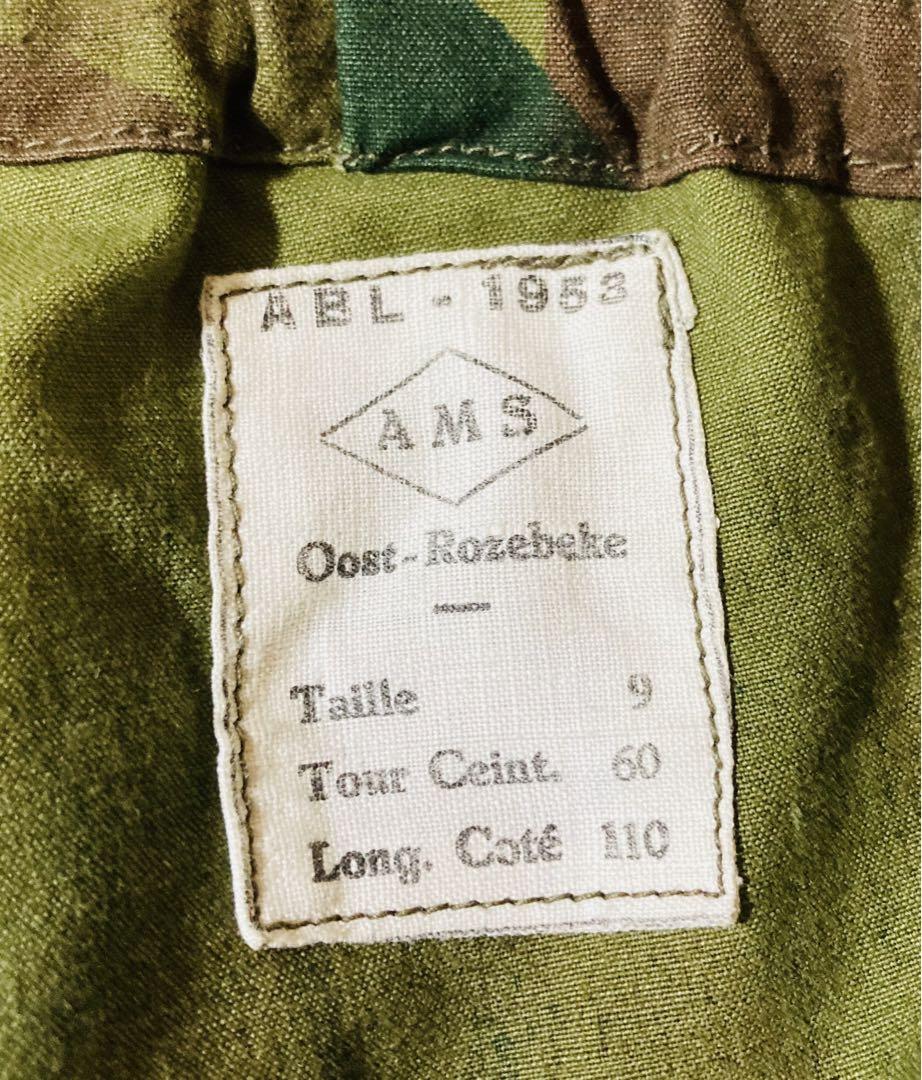 ABL - 1953
AMS
Oost-Rozebeke
—
Taille 9
Tour Ceint. 60
Long. Coté 110